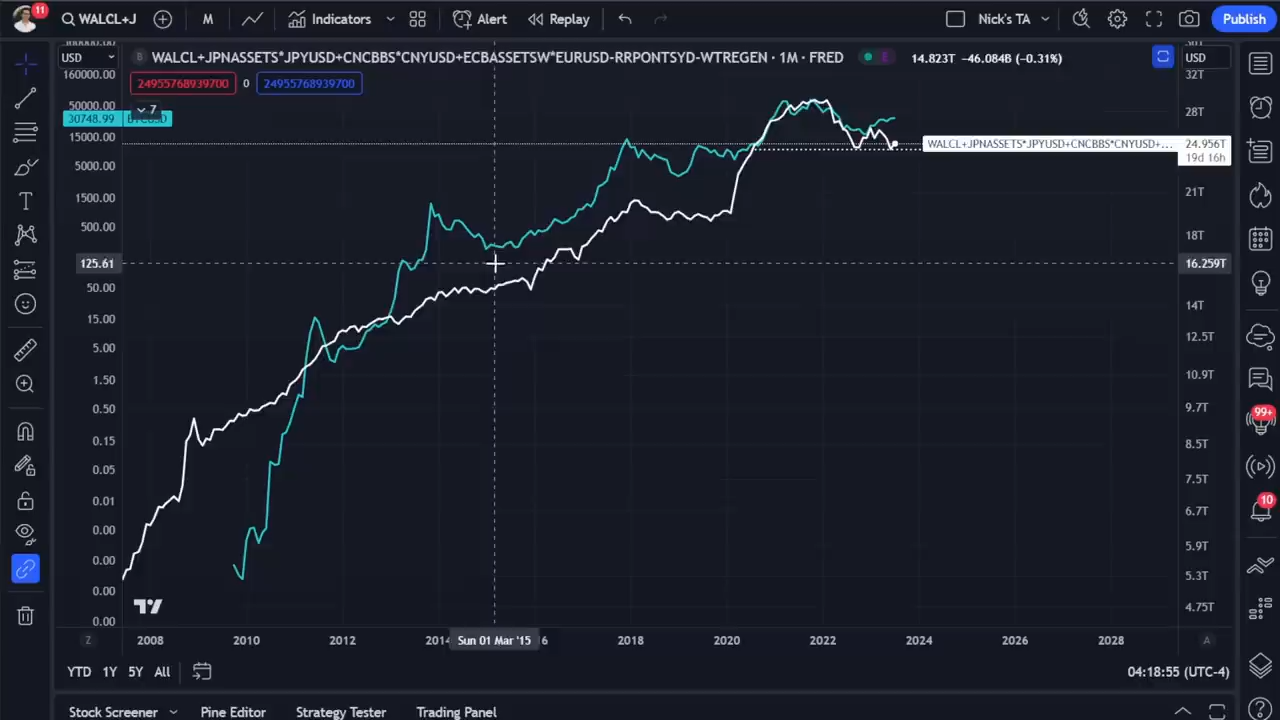 11
WALCL+J
M
Indicators
Alert
Replay
Nick's TA
Publish
USD
B
WALCL+JPNASSETS*JPYUSD+CNCBBS*CNYUSD+ECBASSETSW*EURUSD-RRPONTSYD-WTREGEN · 1M · FRED
E
14.823T −46.084B (−0.31%)
USD
24955768939700
0
24955768939700
7
30748.99
BTCUSD
160000.00
50000.00
15000.00
5000.00
1500.00
500.00
125.61
50.00
15.00
5.00
1.50
0.50
0.15
0.05
0.01
0.00
0.00
0.00
0.00
32T
28T
WALCL+JPNASSETS*JPYUSD+CNCBBS*CNYUSD+...
24.956T
19d 16h
21T
18T
16.259T
14T
12.5T
10.9T
9.7T
8.5T
7.5T
6.7T
5.9T
5.3T
4.75T
99+
10
Z
2008
2010
2012
2014
Sun 01 Mar '15
6
2018
2020
2022
2024
2026
2028
A
YTD
1Y
5Y
All
04:18:55 (UTC-4)
Stock Screener
Pine Editor
Strategy Tester
Trading Panel